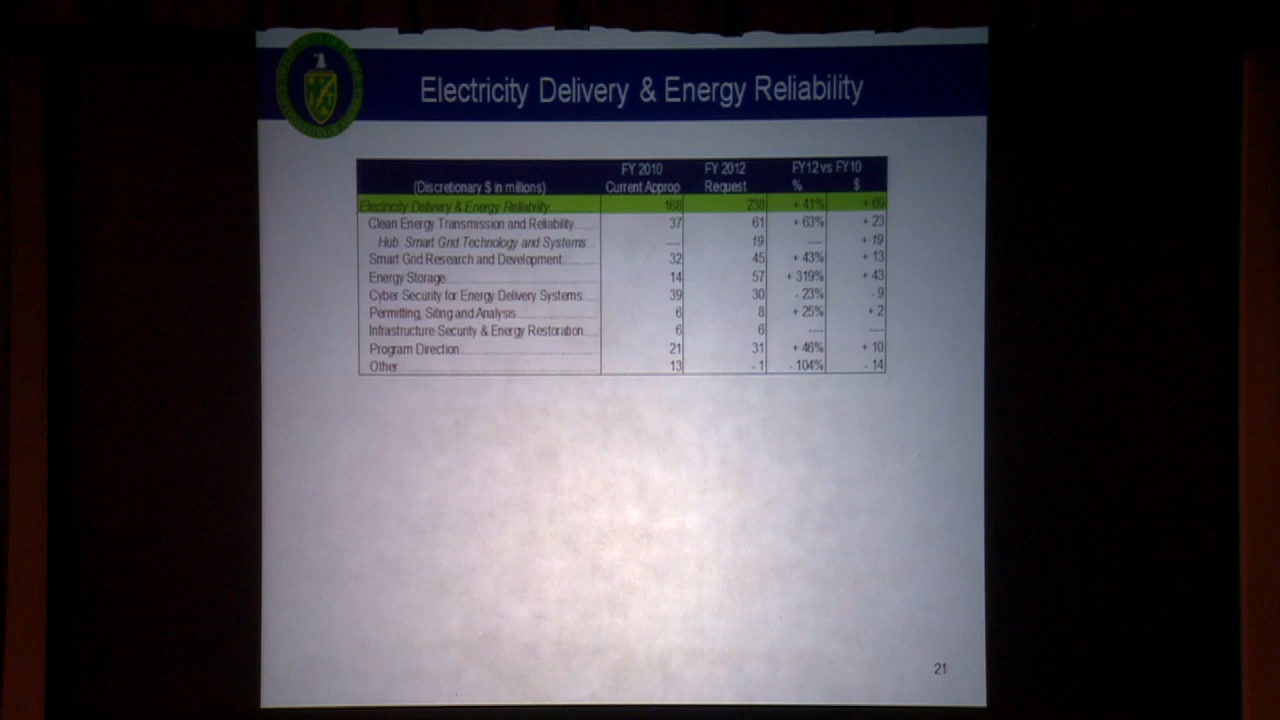 Electricity Delivery & Energy Reliability
FY 2010 FY 2012 FY12 vs FY10
(Discretionary $ in millions) Current Approp Request % $
Electricity Delivery & Energy Reliability 168 238 + 41% + 69
Clean Energy Transmission and Reliability 37 61 + 63% + 23
Hub: Smart Grid Technology and Systems ---- 19 ---- + 19
Smart Grid Research and Development 32 45 + 43% + 13
Energy Storage 14 57 + 319% + 43
Cyber Security for Energy Delivery Systems 39 30 - 23% - 9
Permitting, Siting and Analysis 6 8 + 25% + 2
Infrastructure Security & Energy Restoration 6 6 ---- ----
Program Direction 21 31 + 46% + 10
Other 13 - 1 - 104% - 14
21